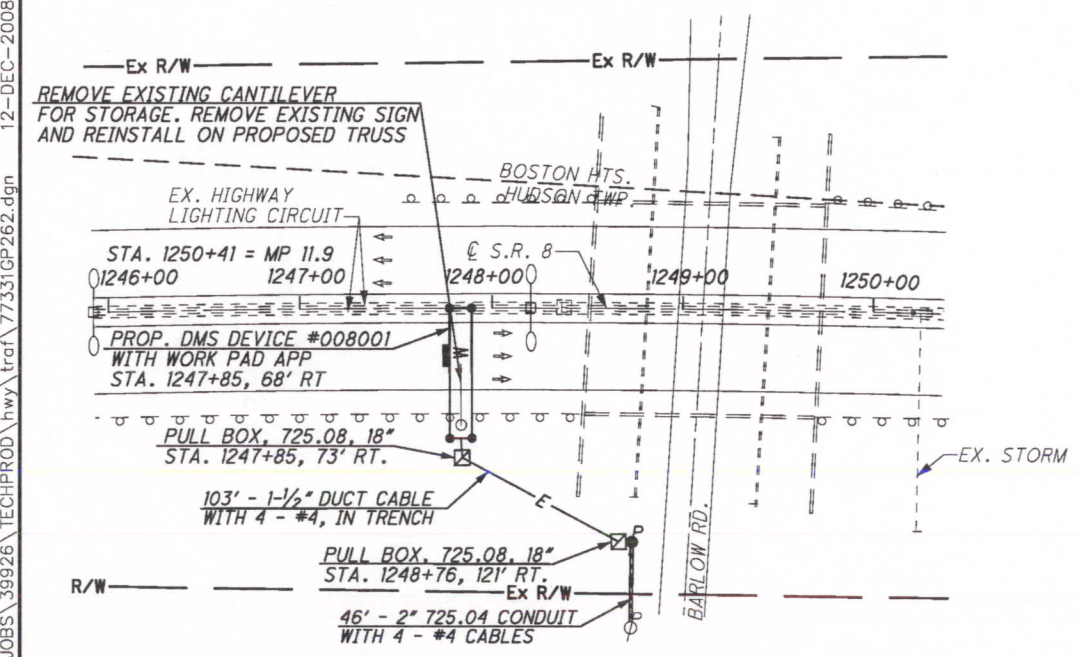 12-DEC-2008
JOBS\39926\TECHPROD\hwy\traf\77331GP262.dgn
Ex R/W
Ex R/W
REMOVE EXISTING CANTILEVER
FOR STORAGE. REMOVE EXISTING SIGN
AND REINSTALL ON PROPOSED TRUSS
BOSTON HTS.
HUDSON TWP.
EX. HIGHWAY
LIGHTING CIRCUIT
STA. 1250+41 = MP 11.9
℄ S.R. 8
1246+00
1247+00
1248+00
1249+00
1250+00
PROP. DMS DEVICE #008001
WITH WORK PAD APP
STA. 1247+85, 68' RT
PULL BOX, 725.08, 18"
STA. 1247+85, 73' RT.
EX. STORM
103' - 1-1/2" DUCT CABLE
WITH 4 - #4, IN TRENCH
E
P
PULL BOX, 725.08, 18"
STA. 1248+76, 121' RT.
BARLOW RD.
R/W
Ex R/W
46' - 2" 725.04 CONDUIT
WITH 4 - #4 CABLES